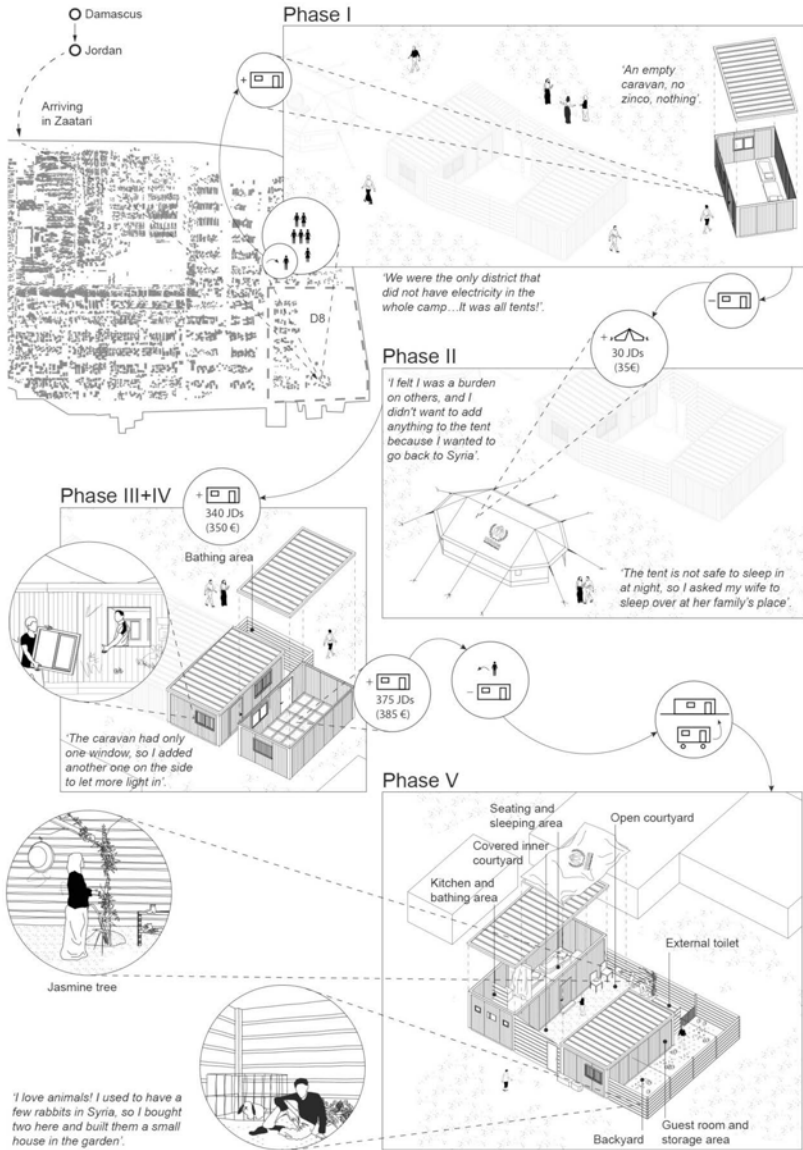 Damascus
Jordan
Arriving
in Zaatari
D8
Phase I
+
'An empty
caravan, no
zinco, nothing'.
'We were the only district that
did not have electricity in the
whole camp…It was all tents!'.
−
+
30 JDs
(35€)
Phase II
'I felt I was a burden
on others, and I
didn't want to add
anything to the tent
because I wanted to
go back to Syria'.
'The tent is not safe to sleep in
at night, so I asked my wife to
sleep over at her family's place'.
Phase III+IV
+
340 JDs
(350 €)
Bathing area
'The caravan had only
one window, so I added
another one on the side
to let more light in'.
+
375 JDs
(385 €)
−
Phase V
Seating and
sleeping area
Open courtyard
Covered inner
courtyard
Kitchen and
bathing area
External toilet
Guest room and
storage area
Backyard
Jasmine tree
'I love animals! I used to have a
few rabbits in Syria, so I bought
two here and built them a small
house in the garden'.